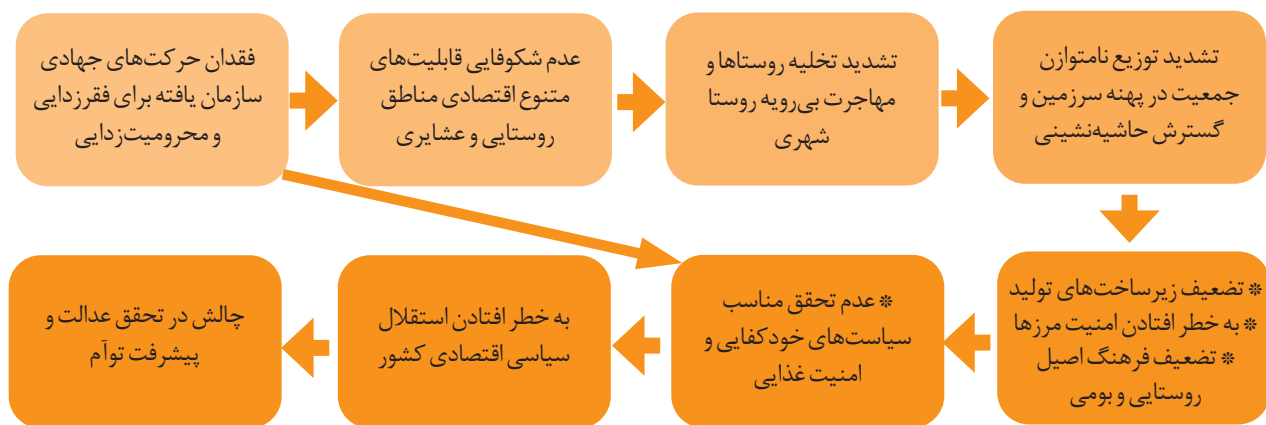 فقدان حرکت‌های جهادی
سازمان یافته برای فقرزدایی
و محرومیت‌زدایی
عدم شکوفایی قابلیت‌های
متنوع اقتصادی مناطق
روستایی و عشایری
تشدید تخلیه روستاها و
مهاجرت بی‌رویه روستا
شهری
تشدید توزیع نامتوازن
جمعیت در پهنه سرزمین و
گسترش حاشیه‌نشینی
* تضعیف زیرساخت‌های تولید
* به خطر افتادن امنیت مرزها
* تضعیف فرهنگ اصیل
روستایی و بومی
* عدم تحقق مناسب
سیاست‌های خودکفایی و
امنیت غذایی
به خطر افتادن استقلال
سیاسی اقتصادی کشور
چالش در تحقق عدالت و
پیشرفت توآم